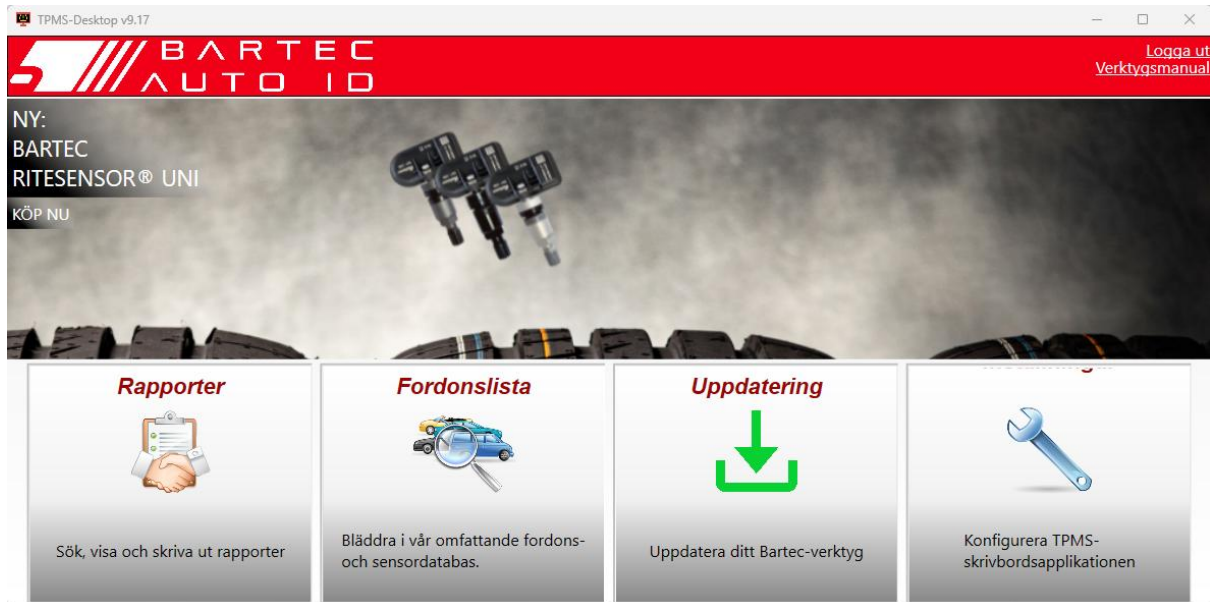 TPMS-Desktop v9.17
BARTEC
AUTO ID
Logga ut
Verktygsmanual
NY:
BARTEC
RITESENSOR® UNI
KÖP NU
Rapporter
Sök, visa och skriva ut rapporter
Fordonslista
Bläddra i vår omfattande fordons-
och sensordatabas.
Uppdatering
Uppdatera ditt Bartec-verktyg
Konfigurera TPMS-
skrivbordsapplikationen